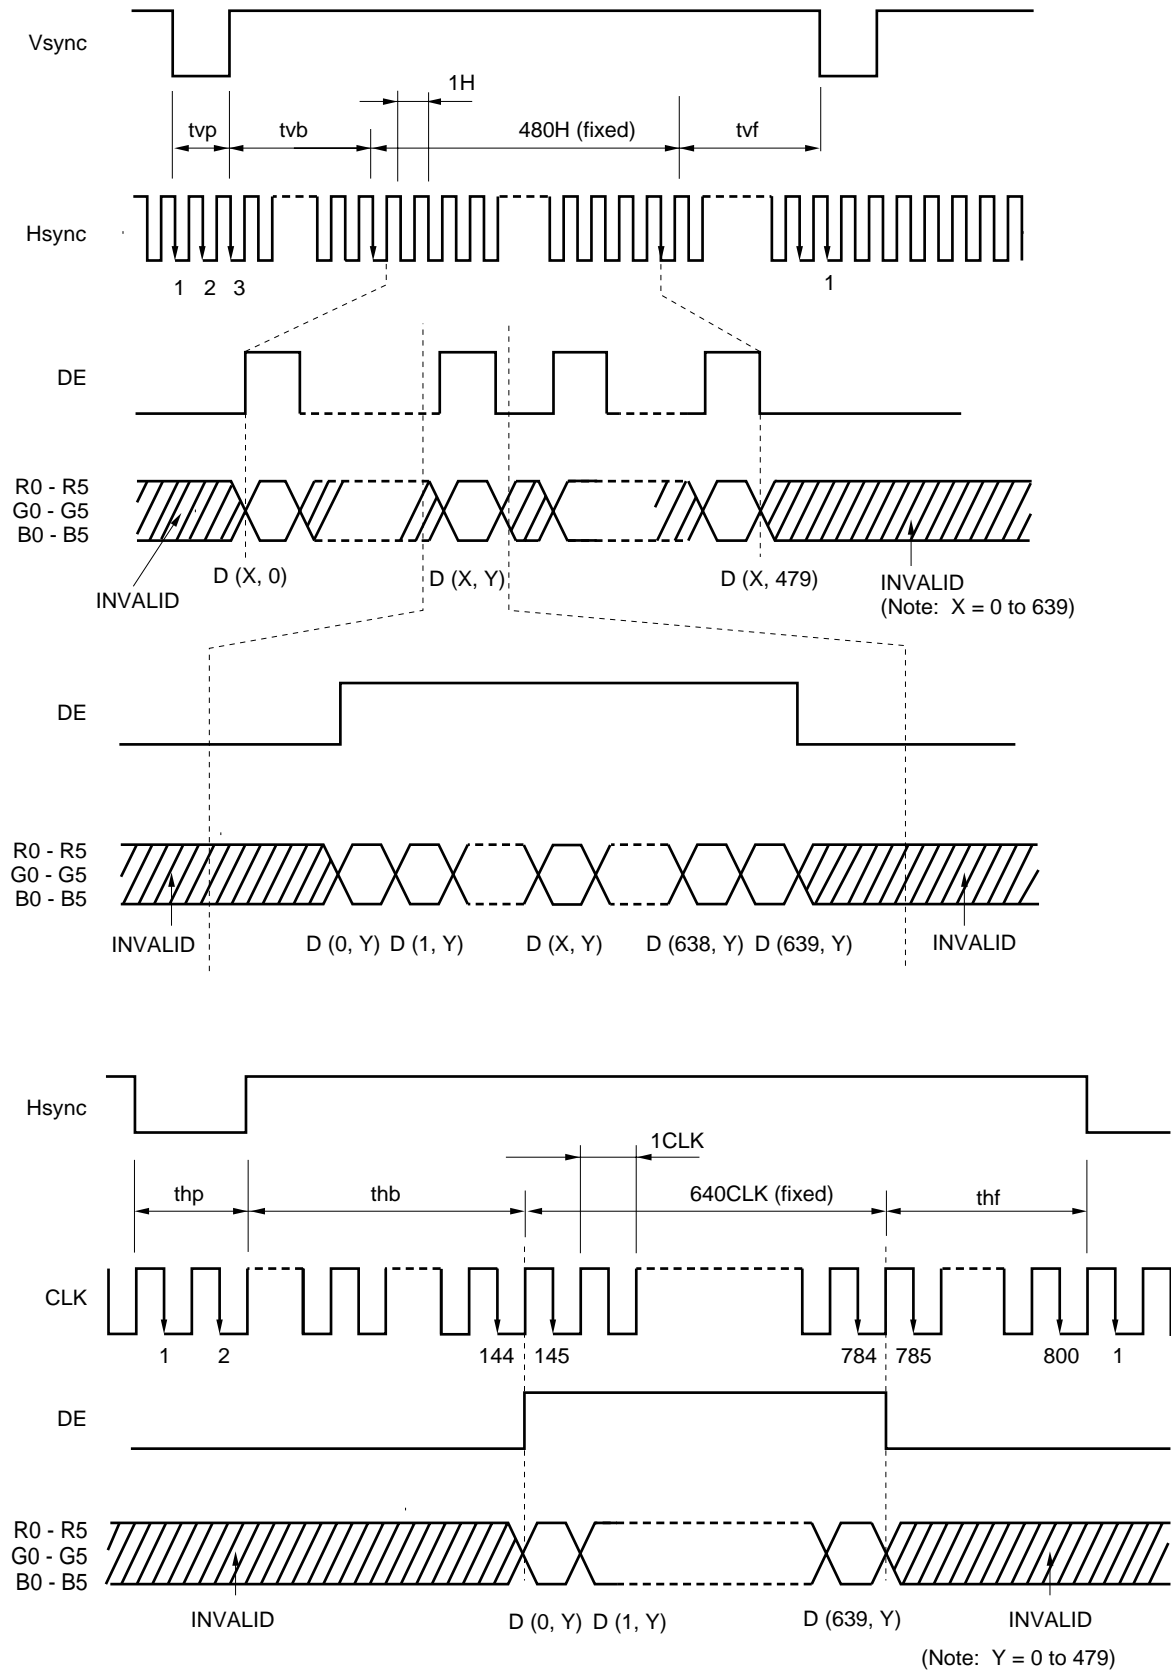 Vsync
1H
tvp tvb 480H (fixed) tvf
Hsync
1 2 3 1
DE
R0 - R5
G0 - G5
B0 - B5
D (X, 0) D (X, Y) D (X, 479) INVALID
INVALID (Note: X = 0 to 639)
DE
R0 - R5
G0 - G5
B0 - B5
INVALID D (0, Y) D (1, Y) D (X, Y) D (638, Y) D (639, Y) INVALID
Hsync
1CLK
thp thb 640CLK (fixed) thf
CLK
1 2 144 145 784 785 800 1
DE
R0 - R5
G0 - G5
B0 - B5
INVALID D (0, Y) D (1, Y) D (639, Y) INVALID
(Note: Y = 0 to 479)